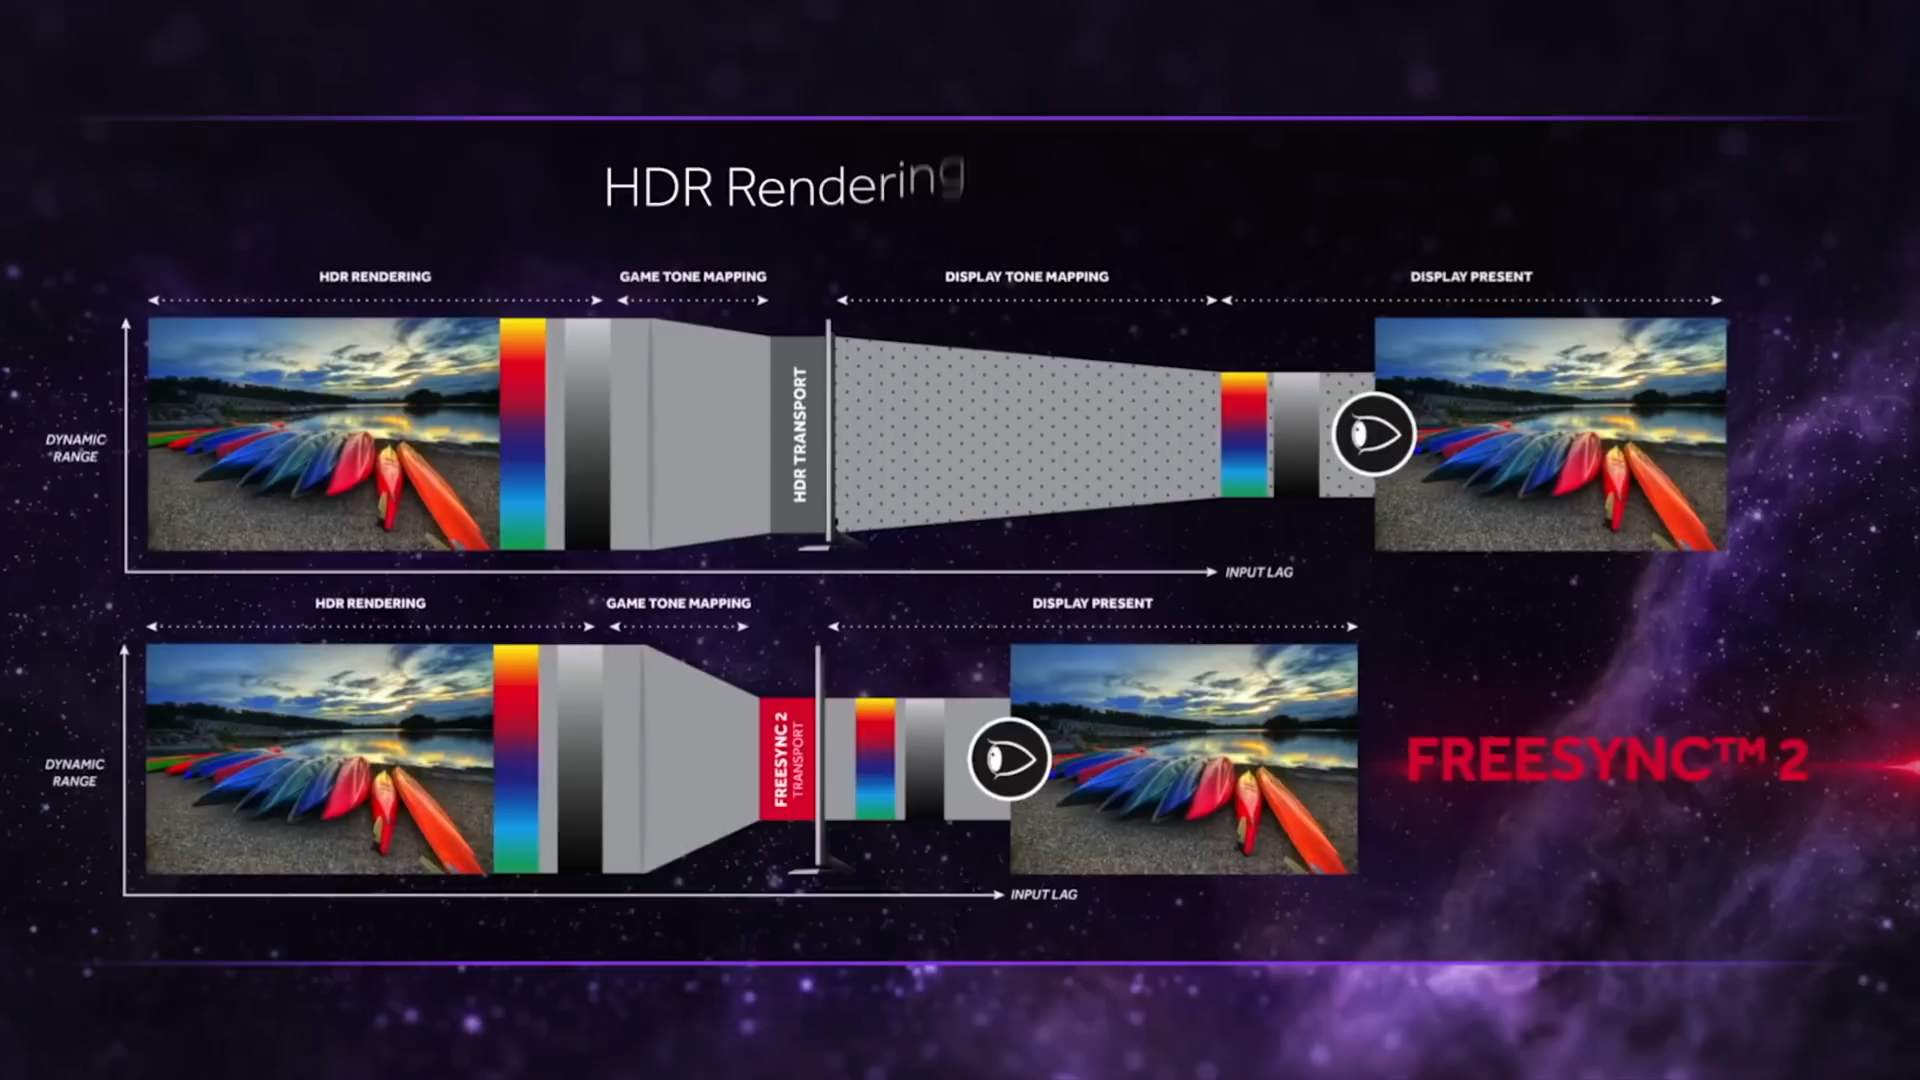 HDR Rendering
HDR RENDERING
GAME TONE MAPPING
DISPLAY TONE MAPPING
DISPLAY PRESENT
DYNAMIC
RANGE
HDR TRANSPORT
INPUT LAG
HDR RENDERING
GAME TONE MAPPING
DISPLAY PRESENT
DYNAMIC
RANGE
FREESYNC 2
TRANSPORT
FREESYNC™ 2
INPUT LAG